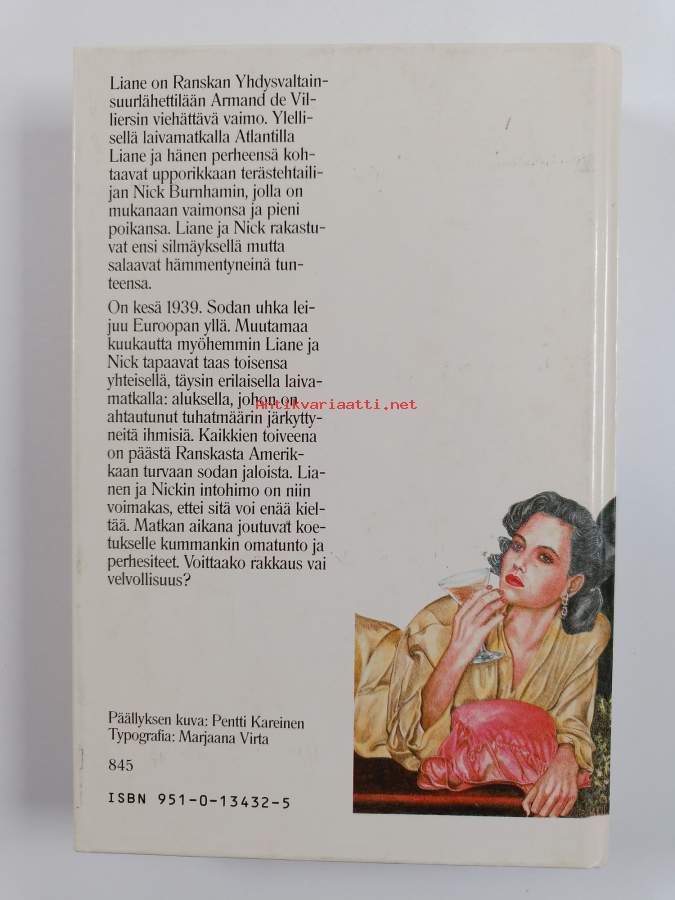 Liane on Ranskan Yhdysvaltain-
suurlähettilään Armand de Vil-
liersin viehättävä vaimo. Ylelli-
sellä laivamatkalla Atlantilla
Liane ja hänen perheensä koh-
taavat upporikkaan terästehtaili-
jan Nick Burnhamin, jolla on
mukanaan vaimonsa ja pieni
poikansa. Liane ja Nick rakastu-
vat ensi silmäyksellä mutta
salaavat hämmentyneinä tun-
teensa.
On kesä 1939. Sodan uhka lei-
juu Euroopan yllä. Muutamaa
kuukautta myöhemmin Liane ja
Nick tapaavat taas toisensa
yhteisellä, täysin erilaisella laiva-
matkalla: aluksella, johon on
Antikvariaatti.net
ahtautunut tuhatmäärin järkytty-
neitä ihmisiä. Kaikkien toiveena
on päästä Ranskasta Amerik-
kaan turvaan sodan jaloista. Lia-
nen ja Nickin intohimo on niin
voimakas, ettei sitä voi enää kiel-
tää. Matkan aikana joutuvat koe-
tukselle kummankin omatunto ja
perhesiteet. Voittaako rakkaus vai
velvollisuus?
Päällyksen kuva: Pentti Kareinen
Typografia: Marjaana Virta
845
ISBN 951-0-13432-5